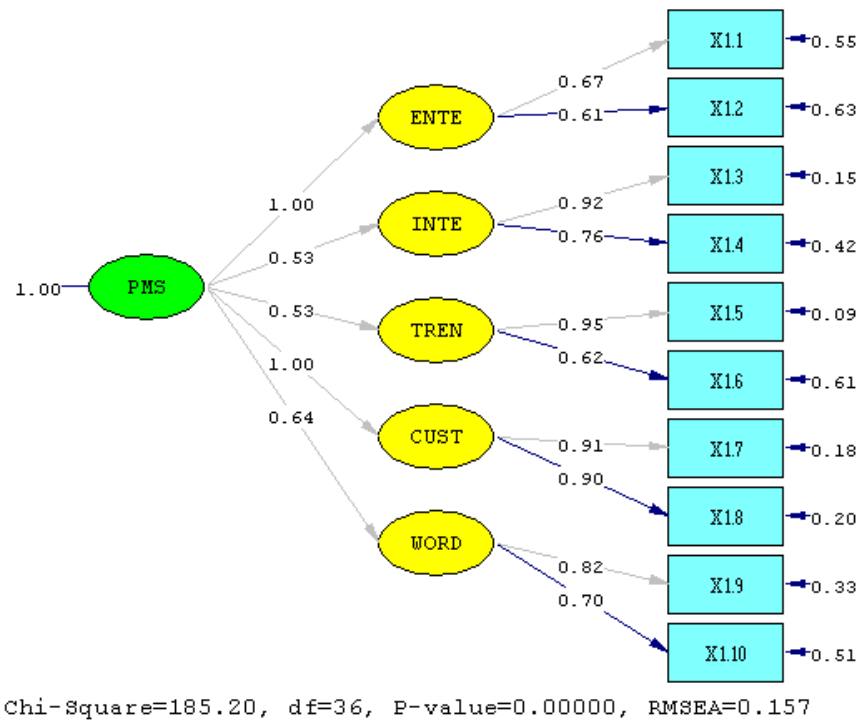 X1.1
0.55
0.67
ENTE
0.61
X1.2
0.63
1.00
X1.3
0.15
0.92
INTE
0.76
X1.4
0.42
0.53
1.00
PMS
0.53
TREN
0.95
X1.5
0.09
0.62
X1.6
0.61
1.00
0.64
CUST
0.91
X1.7
0.18
0.90
X1.8
0.20
WORD
0.82
X1.9
0.33
0.70
X1.10
0.51
Chi-Square=185.20, df=36, P-value=0.00000, RMSEA=0.157